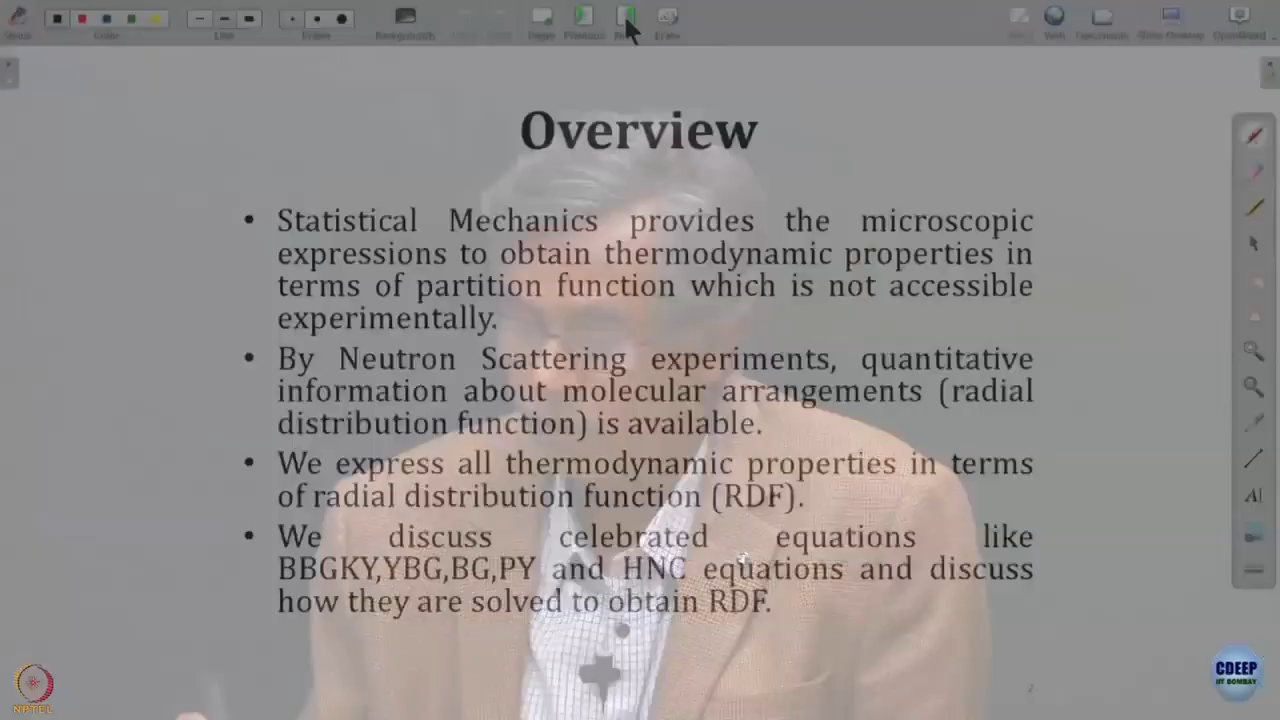 Overview
• Statistical Mechanics provides the microscopic
expressions to obtain thermodynamic properties in
terms of partition function which is not accessible
experimentally.
• By Neutron Scattering experiments, quantitative
information about molecular arrangements (radial
distribution function) is available.
• We express all thermodynamic properties in terms
of radial distribution function (RDF).
• We discuss celebrated equations like
BBGKY,YBG,BG,PY and HNC equations and discuss
how they are solved to obtain RDF.
NPTEL
CDEEP
IIT BOMBAY